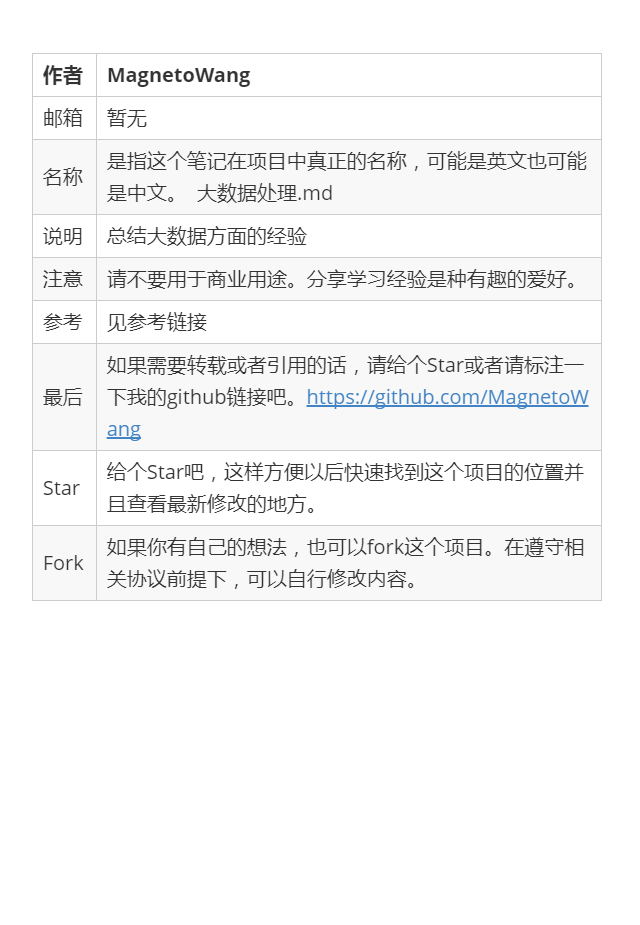 作者 MagnetoWang
邮箱 暂无
名称 是指这个笔记在项目中真正的名称，可能是英文也可能
是中文。 大数据处理.md
说明 总结大数据方面的经验
注意 请不要用于商业用途。分享学习经验是种有趣的爱好。
参考 见参考链接
最后 如果需要转载或者引用的话，请给个Star或者请标注一
下我的github链接吧。https://github.com/MagnetoW
ang
Star 给个Star吧，这样方便以后快速找到这个项目的位置并
且查看最新修改的地方。
Fork 如果你有自己的想法，也可以fork这个项目。在遵守相
关协议前提下，可以自行修改内容。